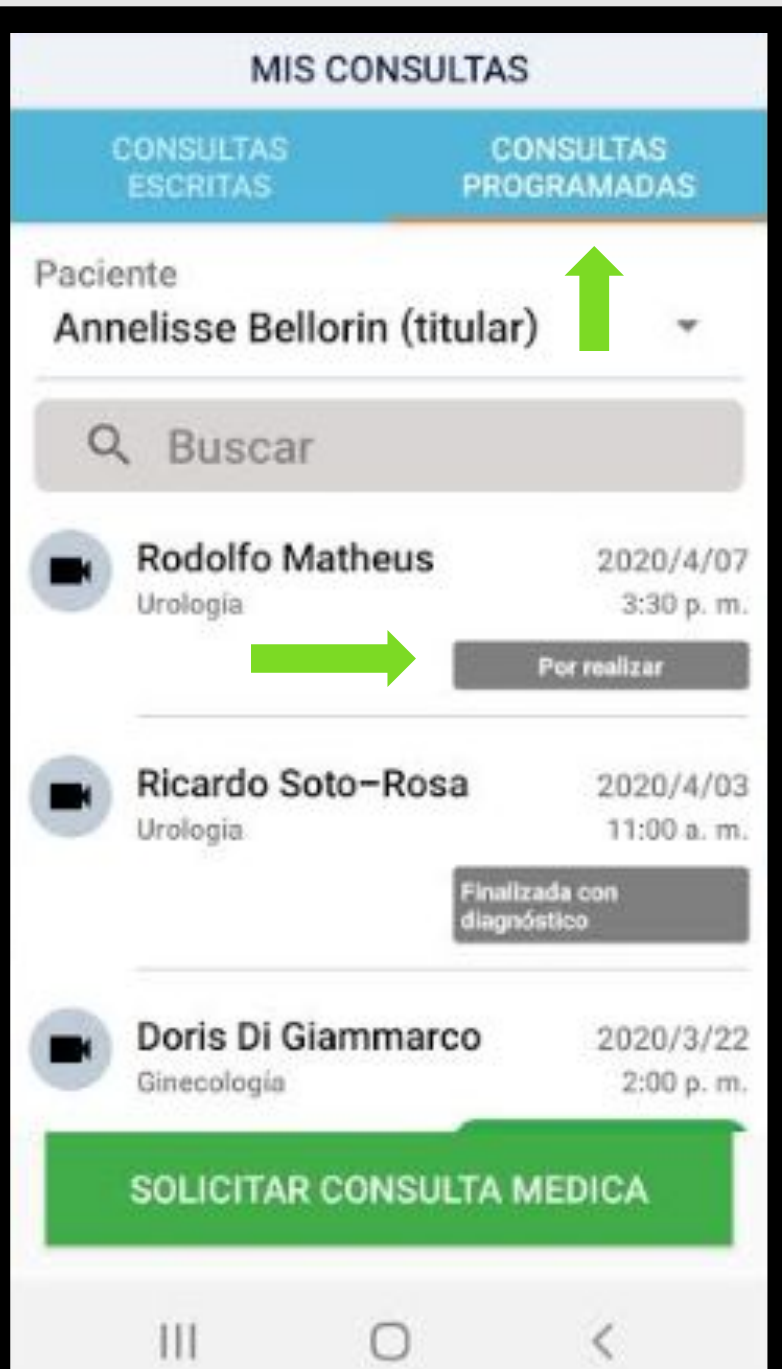 MIS CONSULTAS
CONSULTAS
ESCRITAS
CONSULTAS
PROGRAMADAS
Paciente
Annelisse Bellorin (titular)
Buscar
Rodolfo Matheus
2020/4/07
Urología
3:30 p. m.
Por realizar
Ricardo Soto-Rosa
2020/4/03
Urología
11:00 a. m.
Finalizada con
diagnóstico
Doris Di Giammarco
2020/3/22
Ginecología
2:00 p. m.
SOLICITAR CONSULTA MEDICA